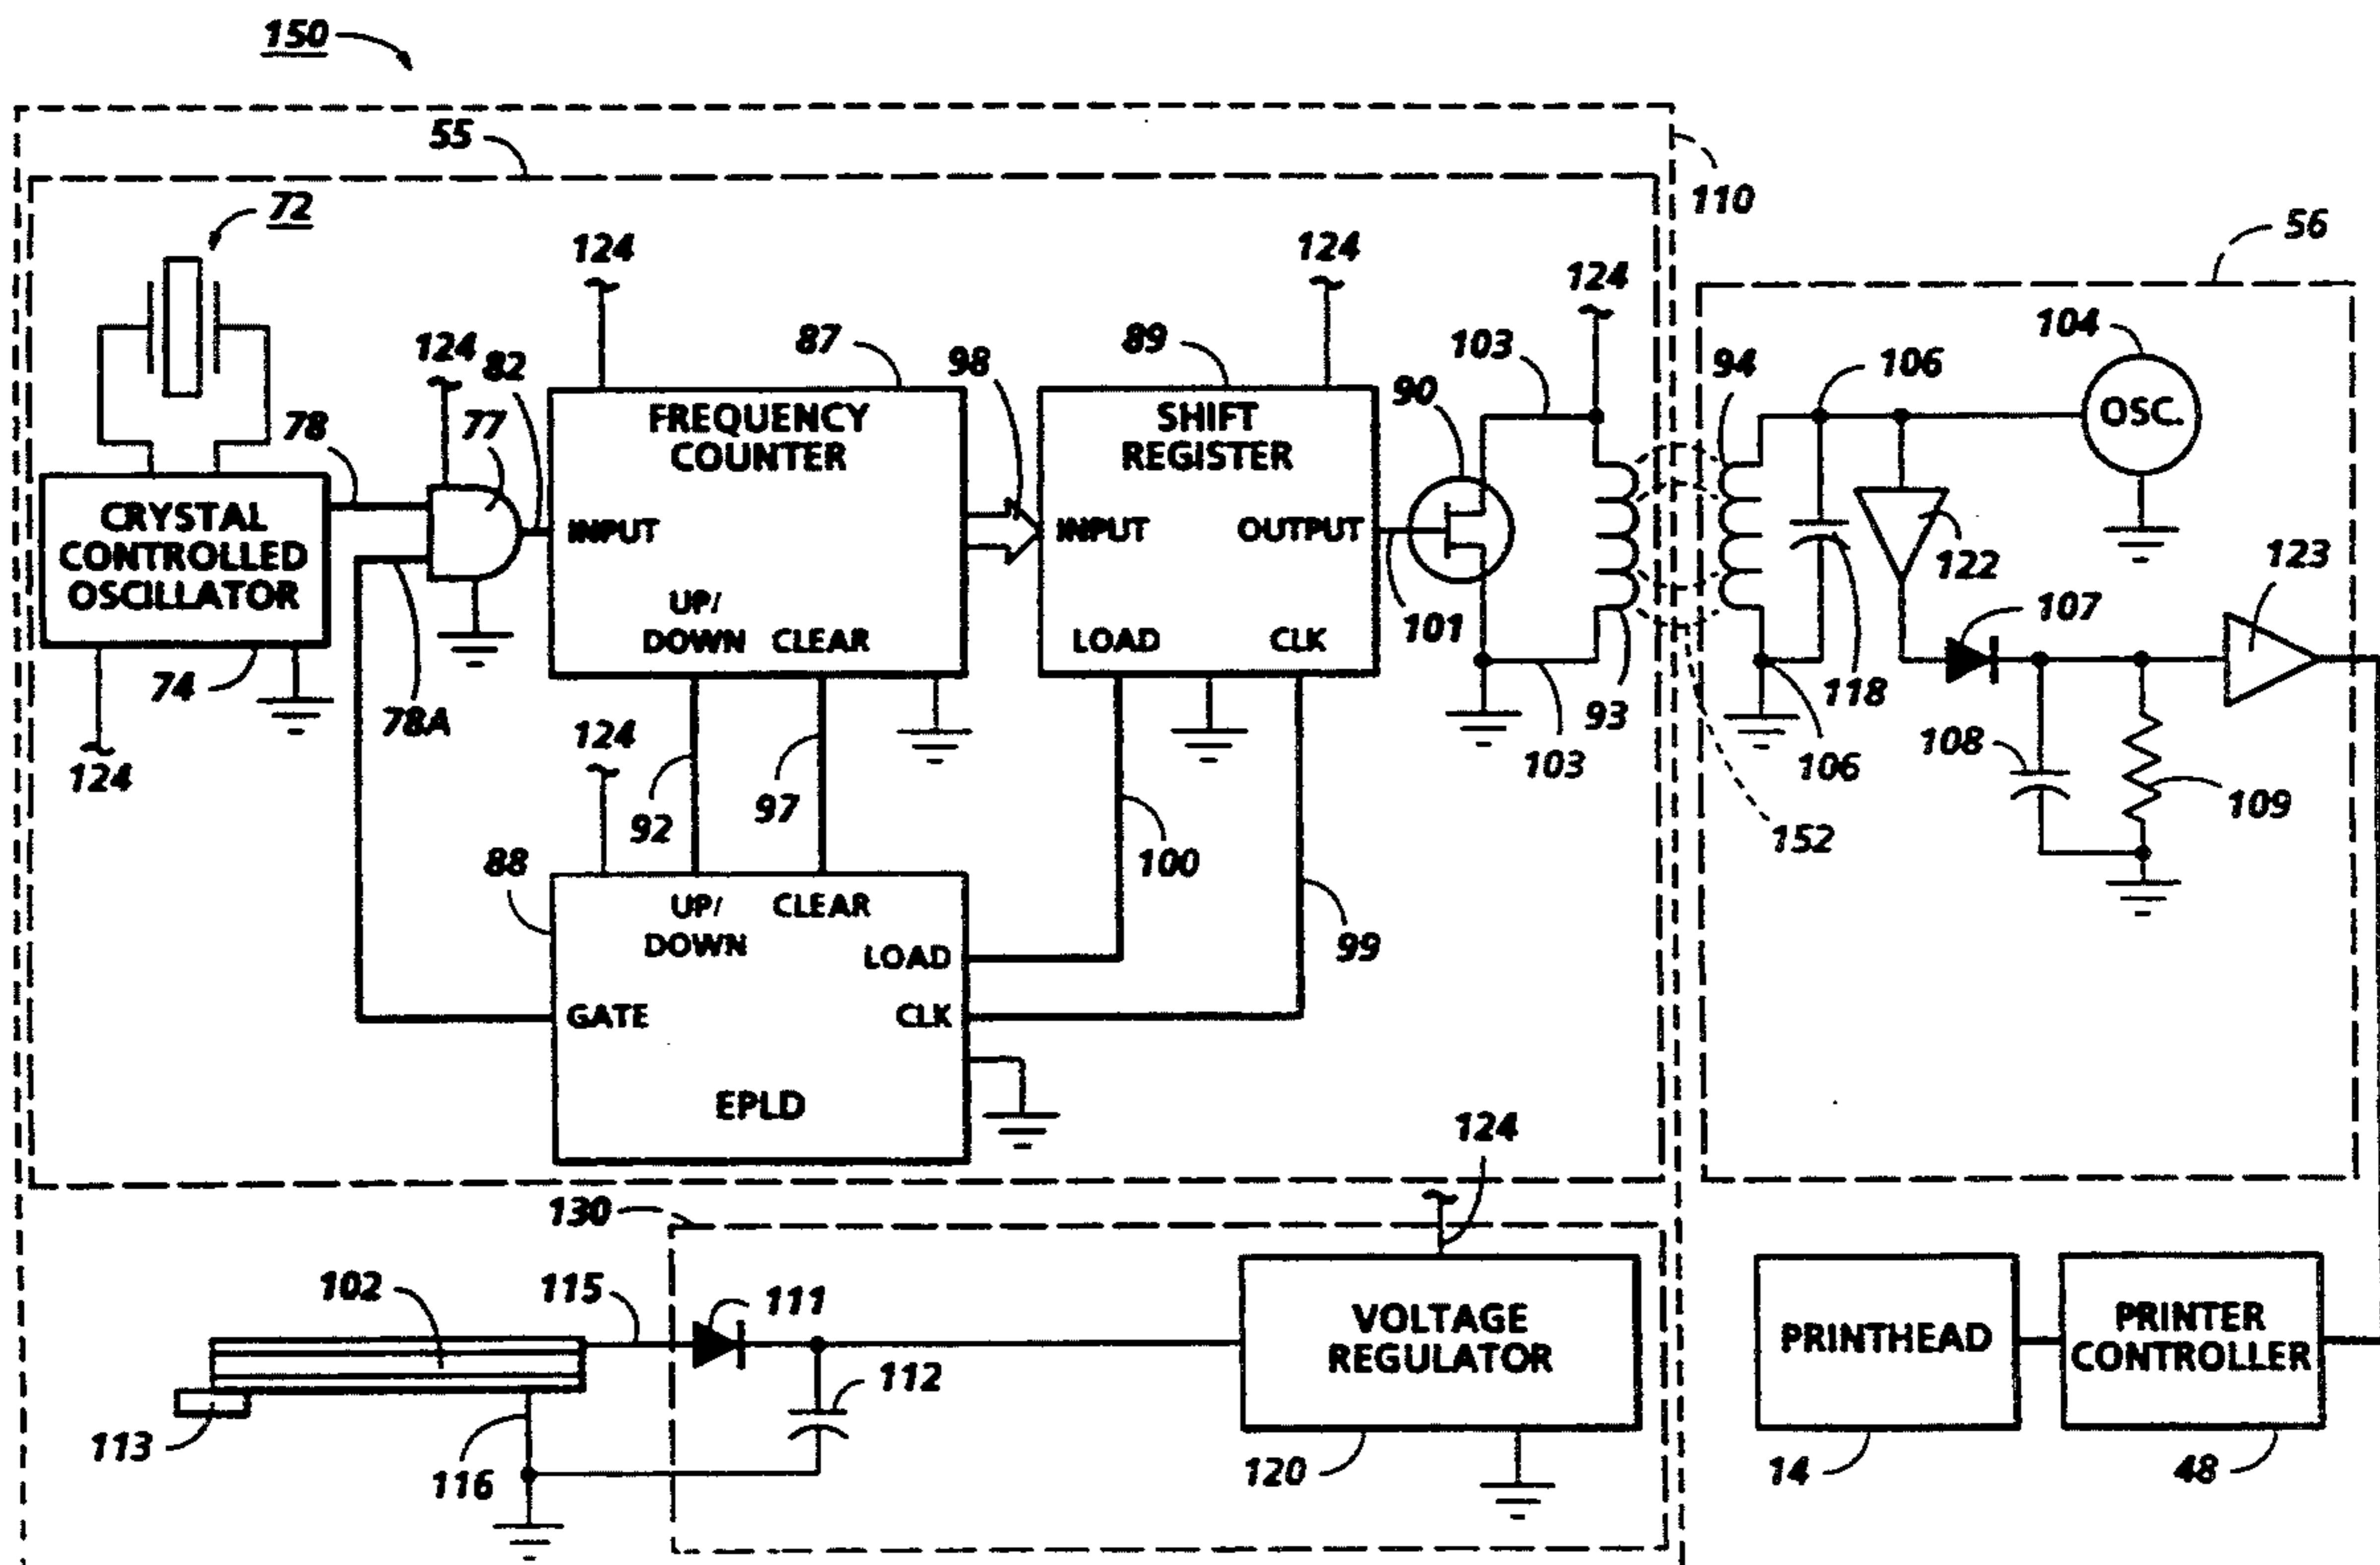 150
55
110
72
56
124
124
124
104
124 82
87
98
89
103
90
94
106
78
77
FREQUENCY
COUNTER
SHIFT
REGISTER
OSC.
CRYSTAL
CONTROLLED
OSCILLATOR
INPUT
INPUT
OUTPUT
122
123
UP/
DOWN CLEAR
LOAD
CLK
101
107
74
78A
93
118
124
124
92
97
103
106
108
109
100
152
88
UP/
DOWN
CLEAR
LOAD
99
GATE
CLK
EPLD
124
130
102
115
111
VOLTAGE
REGULATOR
PRINTHEAD
PRINTER
CONTROLLER
112
113
116
120
14
48